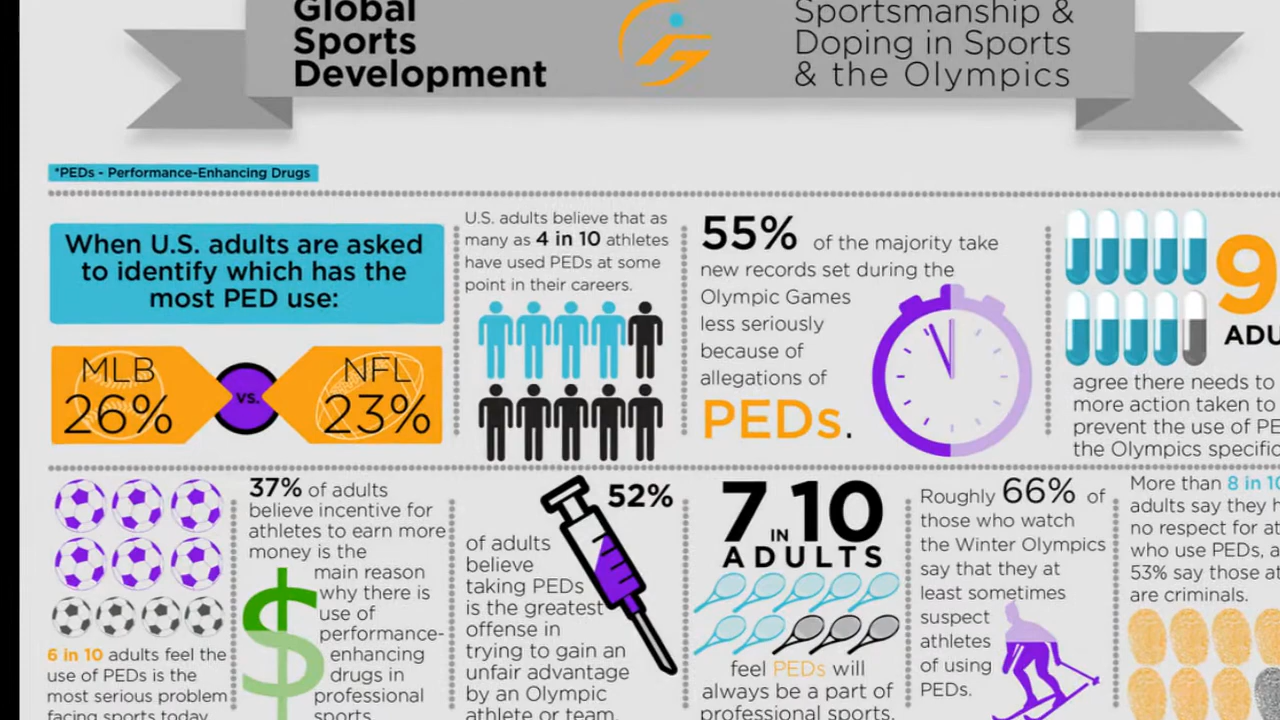 Global
Sports
Development
Sportsmanship &
Doping in Sports
& the Olympics
*PEDs - Performance-Enhancing Drugs
When U.S. adults are asked
to identify which has the
most PED use:
MLB
26%
VS.
NFL
23%
U.S. adults believe that as
many as 4 in 10 athletes
have used PEDs at some
point in their careers.
55% of the majority take
new records set during the
Olympic Games
less seriously
because of
allegations of
PEDs.
9
ADU
agree there needs to
more action taken to
prevent the use of PE
the Olympics specific
6 in 10 adults feel the
use of PEDs is the
most serious problem
facing sports today
37% of adults
believe incentive for
athletes to earn more
money is the
main reason
why there is
use of
performance-
enhancing
drugs in
professional
sports
52%
of adults
believe
taking PEDs
is the greatest
offense in
trying to gain an
unfair advantage
by an Olympic
athlete or team.
7 IN 10
ADULTS
feel PEDs will
always be a part of
professional sports.
Roughly 66% of
those who watch
the Winter Olympics
say that they at
least sometimes
suspect
athletes
of using
PEDs.
More than 8 in 10
adults say they h
no respect for at
who use PEDs, a
53% say those at
are criminals.